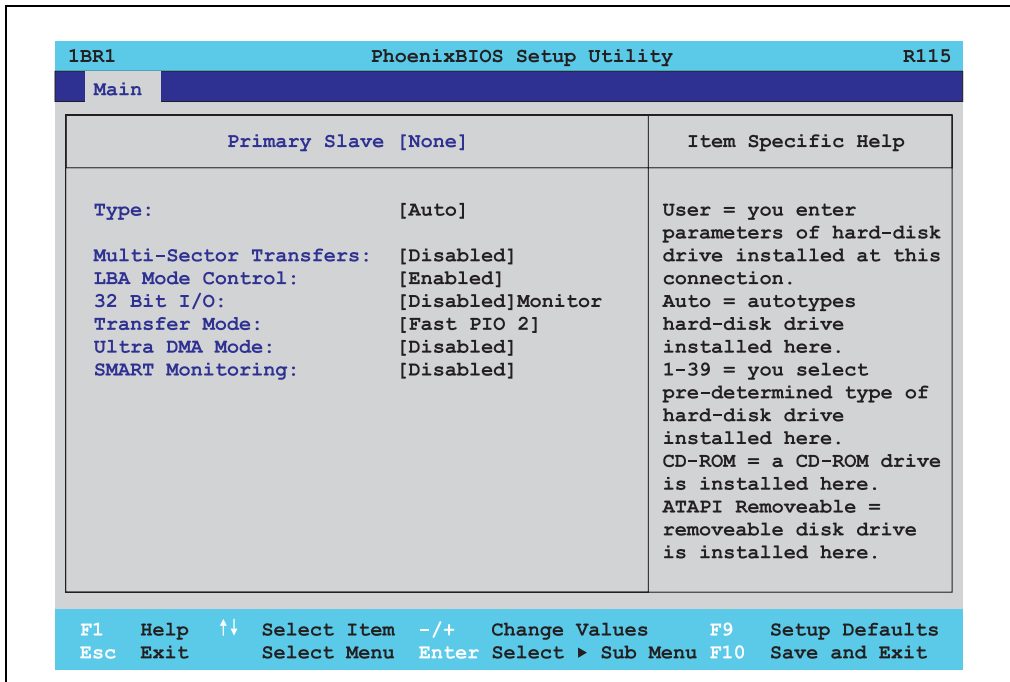 1BR1 PhoenixBIOS Setup Utility R115
Main
Primary Slave [None]
Item Specific Help
Type: [Auto]
Multi-Sector Transfers: [Disabled]
LBA Mode Control: [Enabled]
32 Bit I/O: [Disabled]Monitor
Transfer Mode: [Fast PIO 2]
Ultra DMA Mode: [Disabled]
SMART Monitoring: [Disabled]
User = you enter
parameters of hard-disk
drive installed at this
connection.
Auto = autotypes
hard-disk drive
installed here.
1-39 = you select
pre-determined type of
hard-disk drive
installed here.
CD-ROM = a CD-ROM drive
is installed here.
ATAPI Removeable =
removeable disk drive
is installed here.
F1 Help ↑↓ Select Item -/+ Change Values F9 Setup Defaults
Esc Exit Select Menu Enter Select ▶ Sub Menu F10 Save and Exit